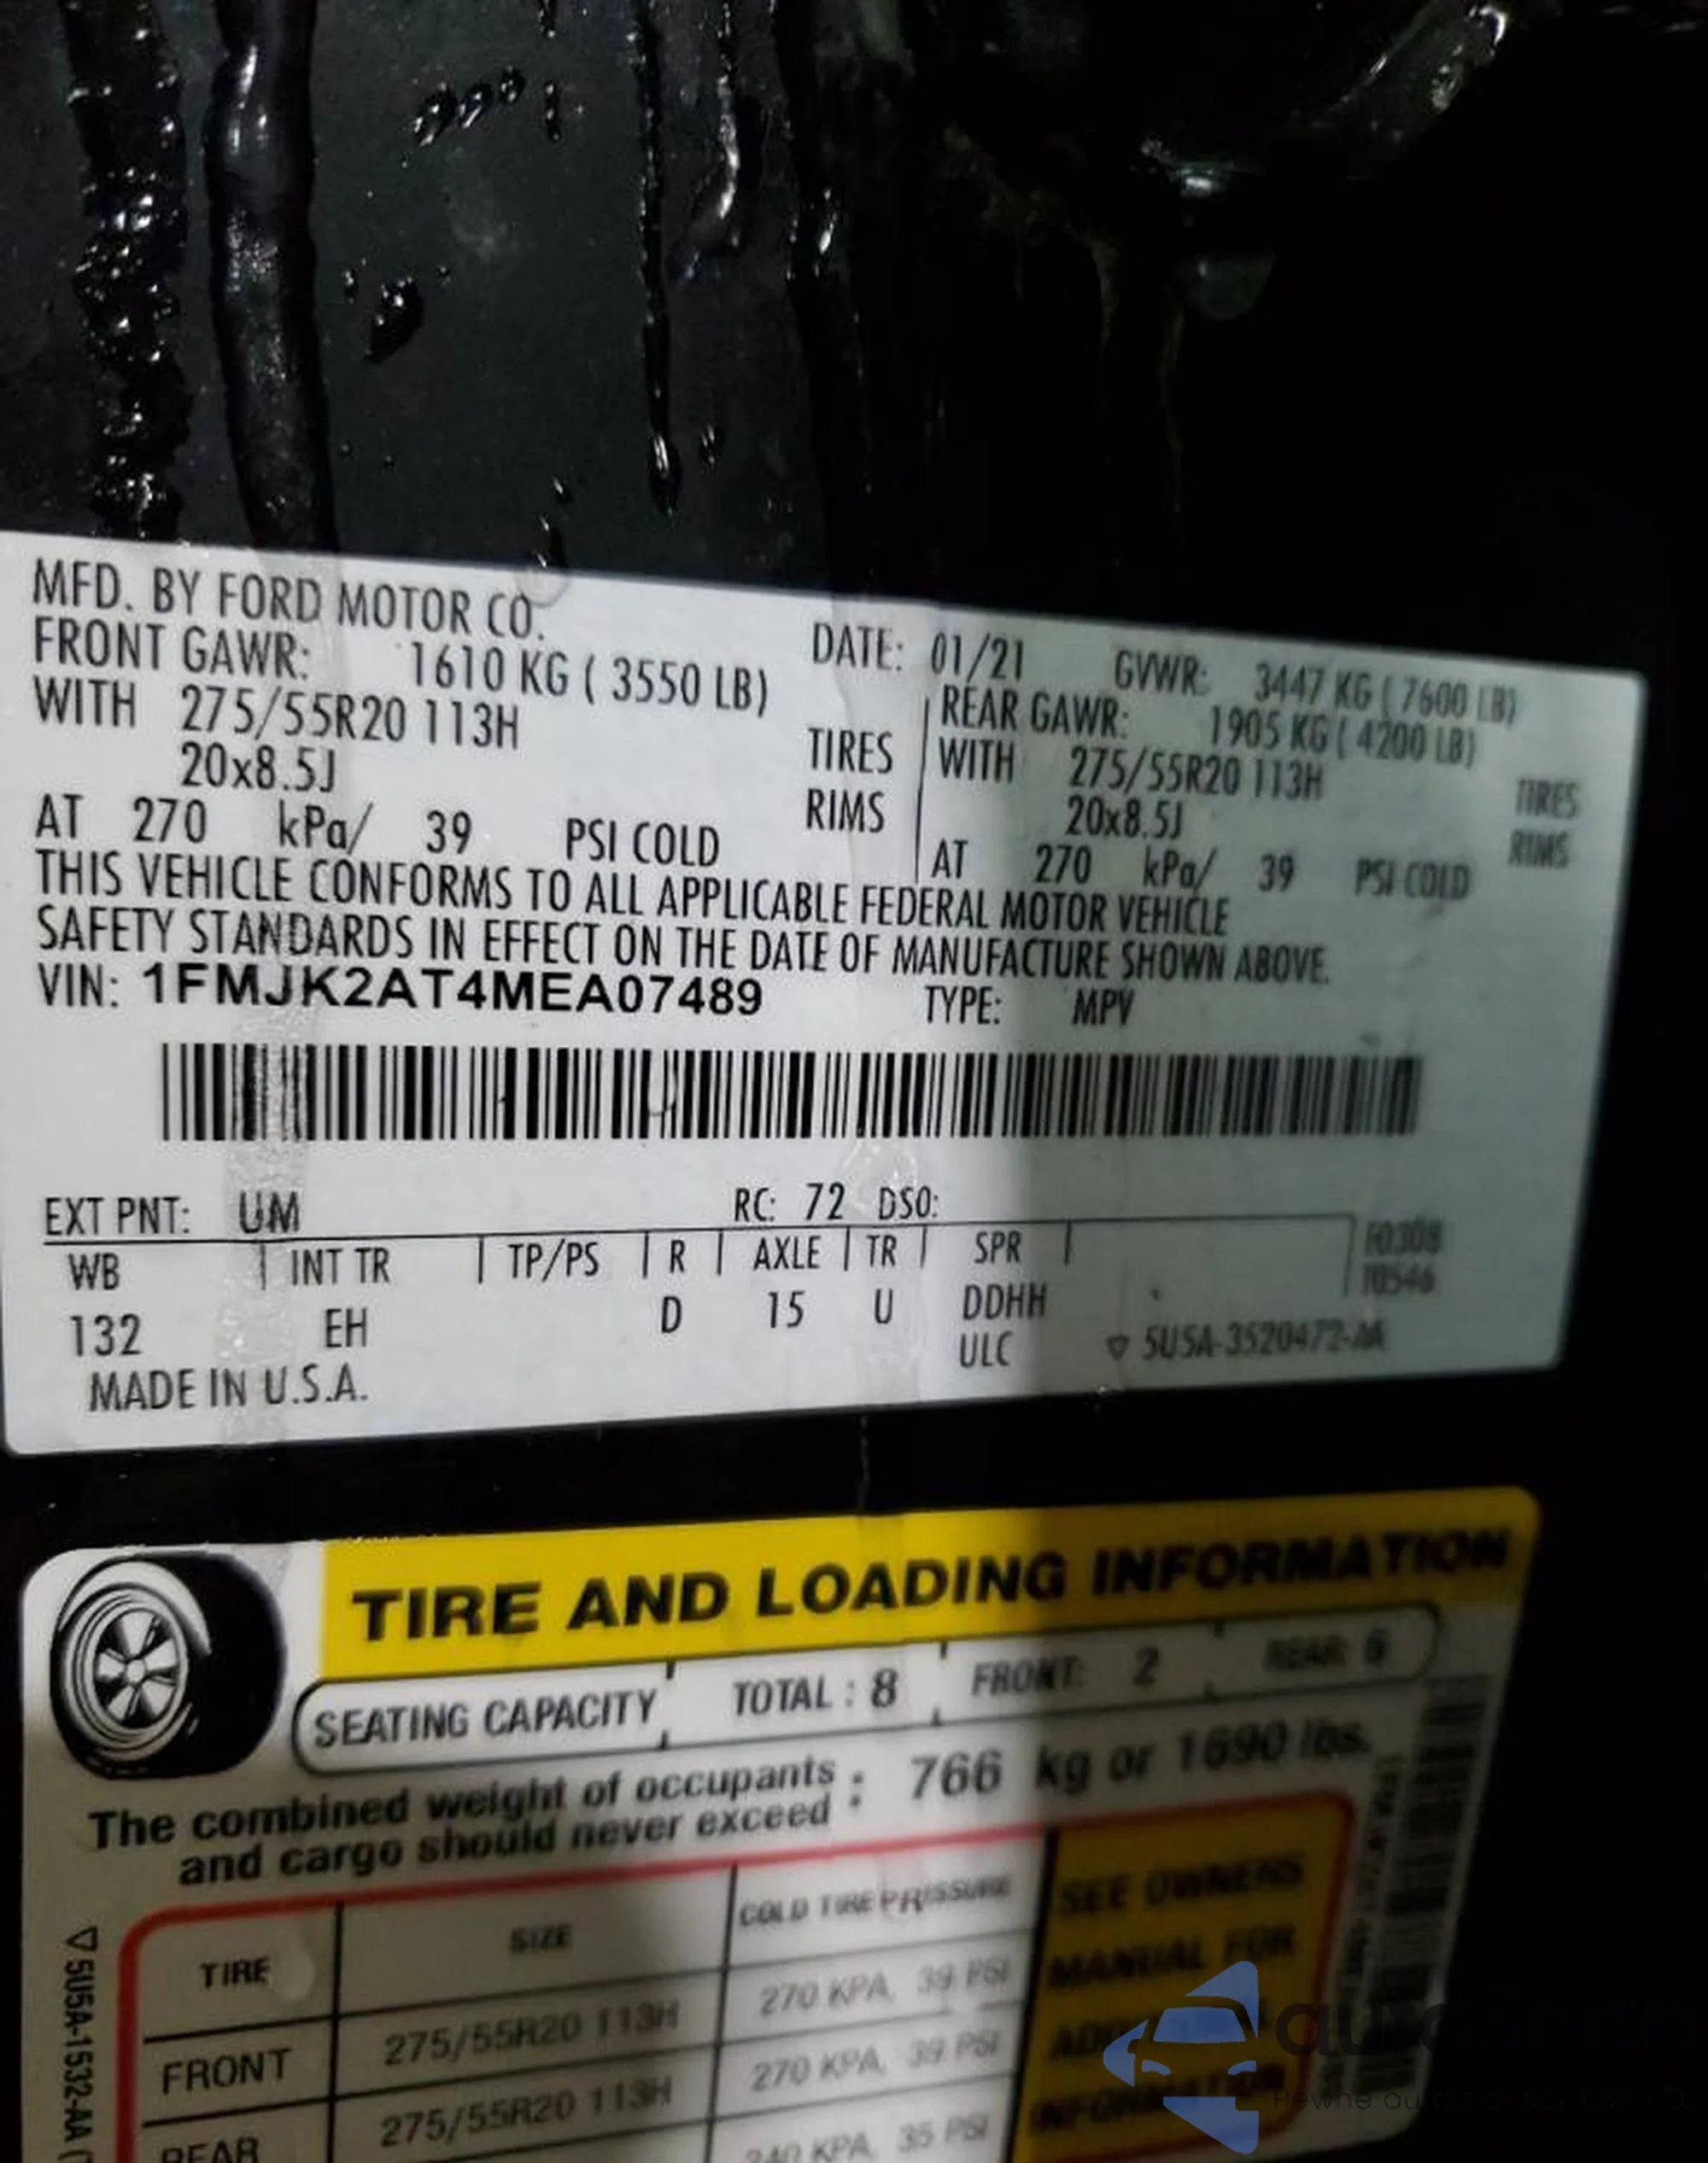 MFD. BY FORD MOTOR CO.
DATE: 01/21 GVWR: 3447 KG ( 7600 LB)
FRONT GAWR: 1610 KG ( 3550 LB)
REAR GAWR: 1905 KG ( 4200 LB)
WITH 275/55R20 113H TIRES
WITH 275/55R20 113H TIRES
20x8.5J RIMS
20x8.5J RIMS
AT 270 kPa/ 39 PSI COLD
AT 270 kPa/ 39 PSI COLD
THIS VEHICLE CONFORMS TO ALL APPLICABLE FEDERAL MOTOR VEHICLE
SAFETY STANDARDS IN EFFECT ON THE DATE OF MANUFACTURE SHOWN ABOVE.
VIN: 1FMJK2AT4MEA07489 TYPE: MPV
EXT PNT: UM RC: 72 DSO:
WB INT TR TP/PS R AXLE TR SPR
132 EH D 15 U DDHH
ULC ▽ 5U5A-3520472-AA
MADE IN U.S.A.
TIRE AND LOADING INFORMATION
SEATING CAPACITY TOTAL : 8 FRONT: 2 REAR: 6
The combined weight of occupants
and cargo should never exceed : 766 kg or 1690 lbs.
TIRE SIZE COLD TIRE PRESSURE
FRONT 275/55R20 113H 270 KPA, 39 PSI
REAR 275/55R20 113H 270 KPA, 39 PSI
240 KPA, 35 PSI
SEE OWNERS
MANUAL FOR
INFORMATION
▽ 5U5A-1532-AA